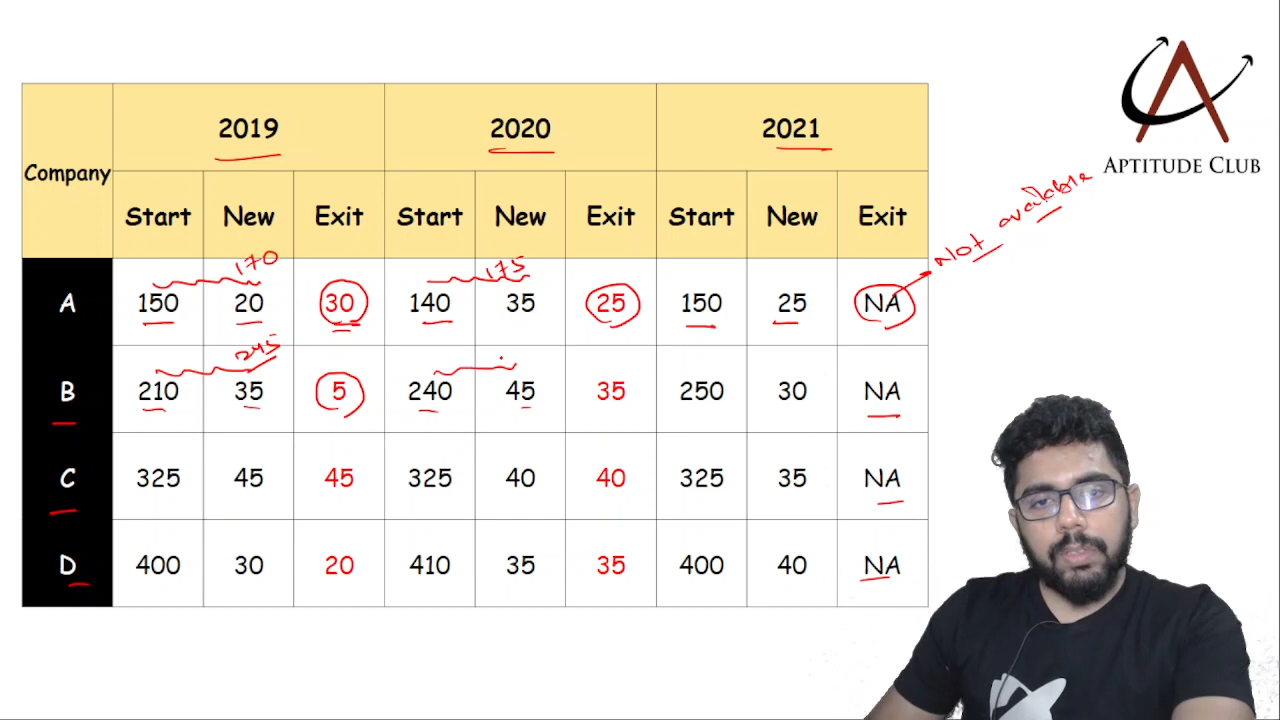 2019 2020 2021
Company
Start New Exit Start New Exit Start New Exit
170 175
A 150 20 30 140 35 25 150 25 NA
Not available
245
B 210 35 5 240 45 35 250 30 NA
C 325 45 45 325 40 40 325 35 NA
D 400 30 20 410 35 35 400 40 NA
APTITUDE CLUB